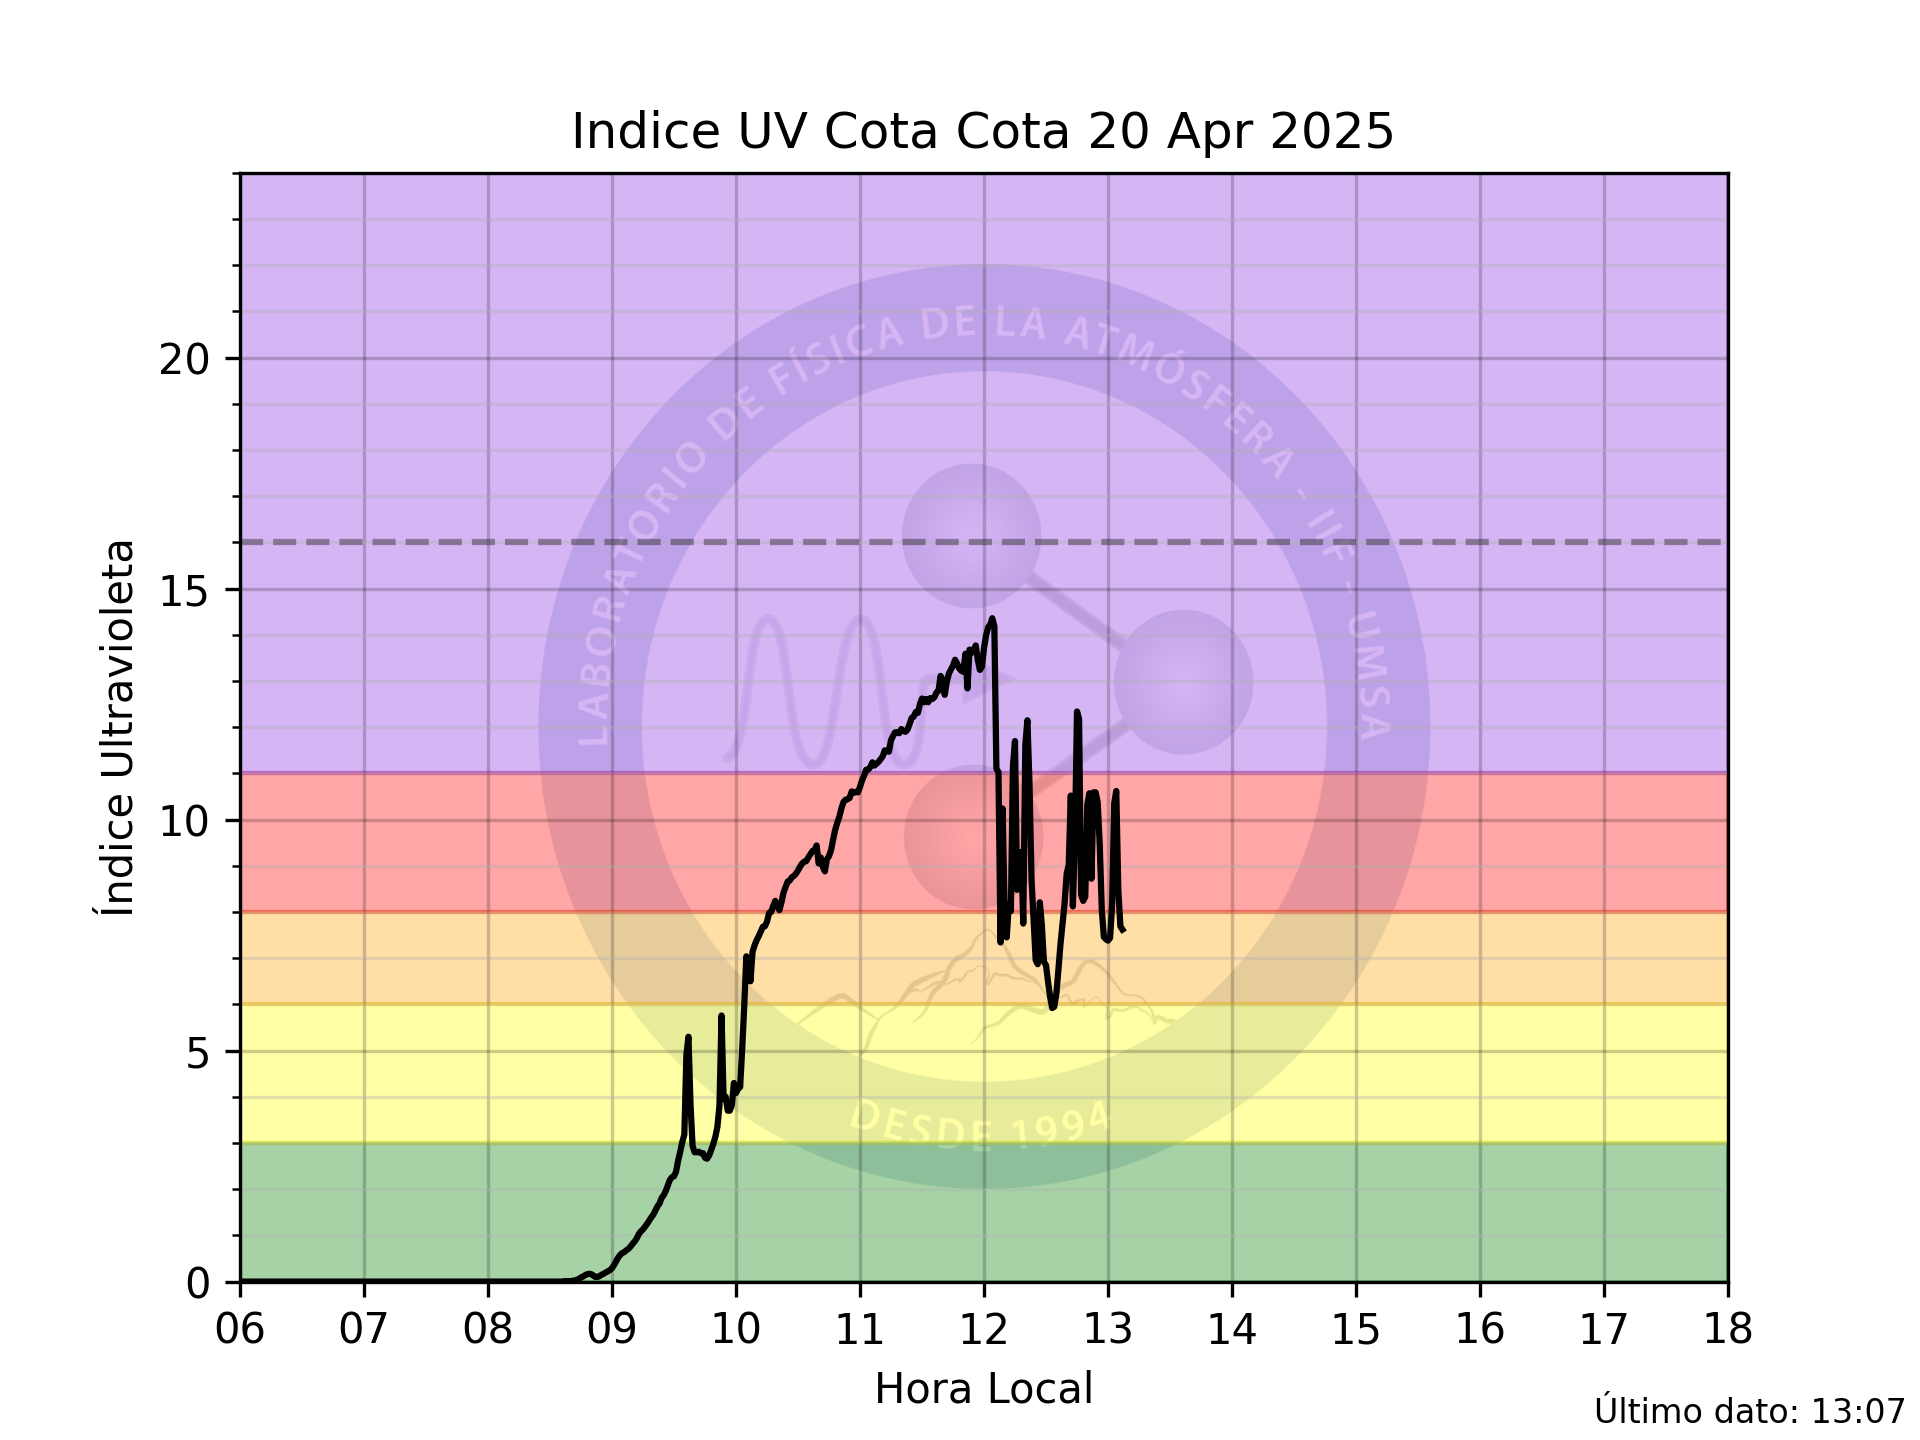 Indice UV Cota Cota 20 Apr 2025
LABORATORIO DE FÍSICA DE LA ATMÓSFERA - IIF - UMSA
DESDE 1994
Índice Ultravioleta
20
15
10
5
0
06 07 08 09 10 11 12 13 14 15 16 17 18
Hora Local
Último dato: 13:07